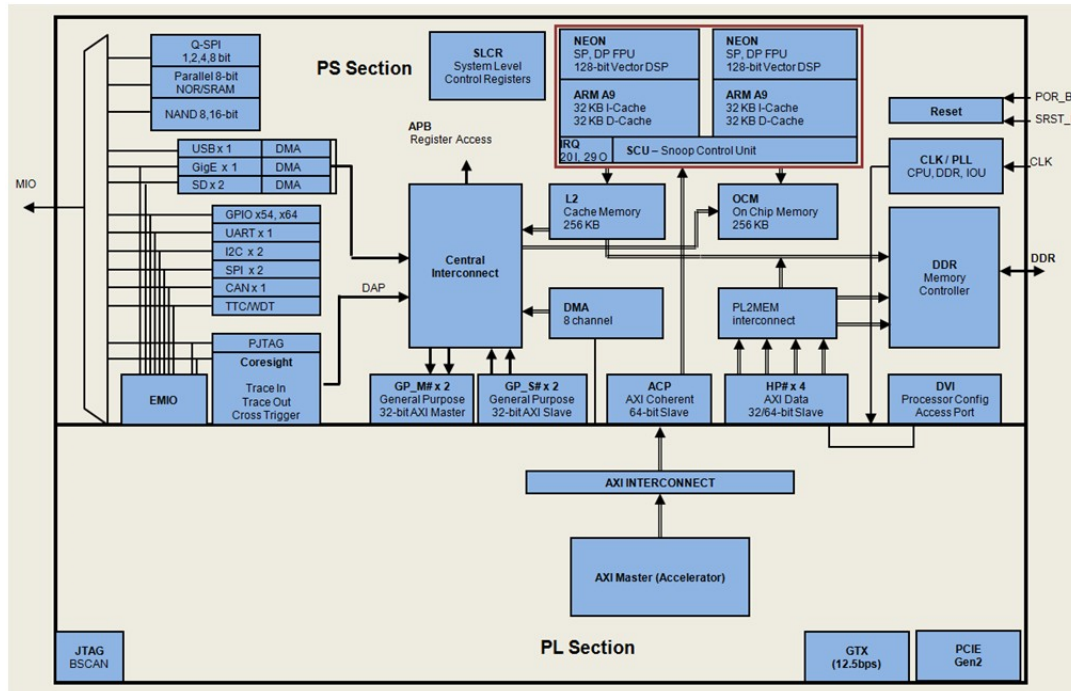 PS Section
Q-SPI
1,2,4,8 bit
Parallel 8-bit
NOR/SRAM
NAND 8,16-bit
USB x 1
DMA
GigE x 1
DMA
SD x 2
DMA
MIO
GPIO x54, x64
UART x 1
I2C x 2
SPI x 2
CAN x 1
TTC/WDT
PJTAG
Coresight
Trace In
Trace Out
Cross Trigger
EMIO
SLCR
System Level
Control Registers
APB
Register Access
DAP
Central
Interconnect
NEON
SP, DP FPU
128-bit Vector DSP
ARM A9
32 KB I-Cache
32 KB D-Cache
NEON
SP, DP FPU
128-bit Vector DSP
ARM A9
32 KB I-Cache
32 KB D-Cache
IRQ
20 I, 29 O
SCU – Snoop Control Unit
L2
Cache Memory
256 KB
OCM
On Chip Memory
256 KB
DMA
8 channel
PL2MEM
interconnect
Reset
POR_B
SRST_
CLK / PLL
CPU, DDR, IOU
CLK
DDR
Memory
Controller
DDR
GP_M# x 2
General Purpose
32-bit AXI Master
GP_S# x 2
General Purpose
32-bit AXI Slave
ACP
AXI Coherent
64-bit Slave
HP# x 4
AXI Data
32/64-bit Slave
DVI
Processor Config
Access Port
AXI INTERCONNECT
AXI Master (Accelerator)
PL Section
JTAG
BSCAN
GTX
(12.5bps)
PCIE
Gen2